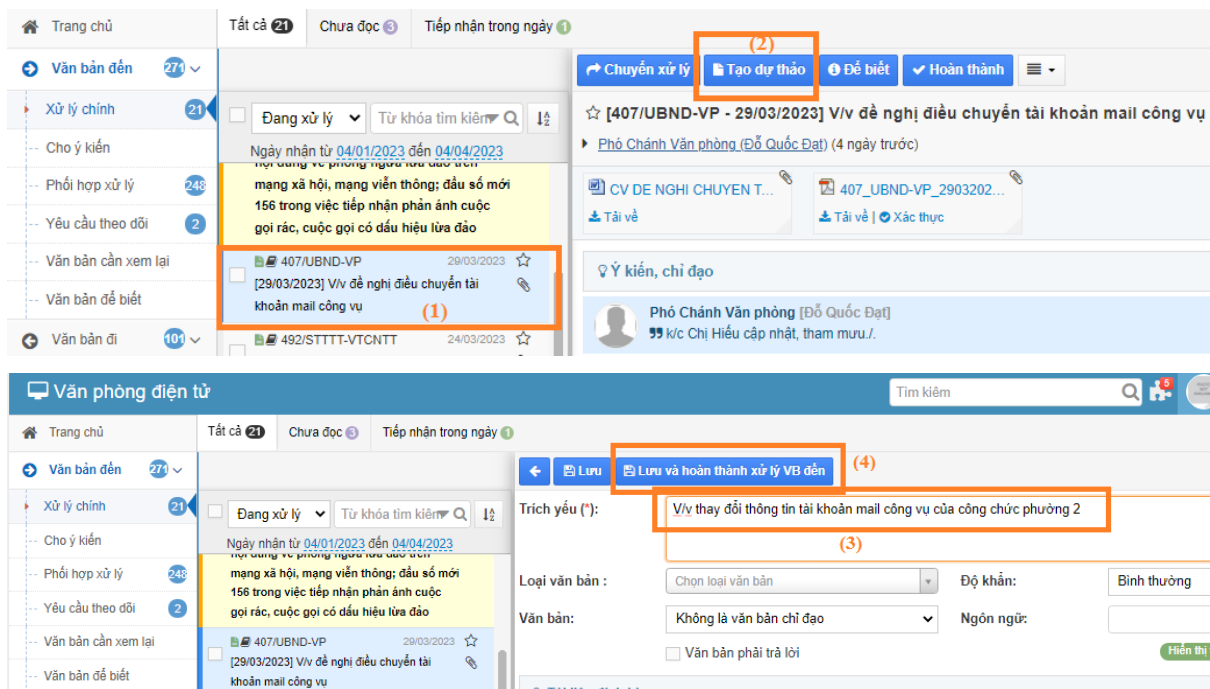 Trang chủ
Tất cả 21 Chưa đọc 3 Tiếp nhận trong ngày 1
Văn bản đến 271
Xử lý chính 21
Cho ý kiến
Phối hợp xử lý 248
Yêu cầu theo dõi 2
Văn bản cần xem lại
Văn bản để biết
Văn bản đi 101
Đang xử lý Từ khóa tìm kiếm
Ngày nhận từ 04/01/2023 đến 04/04/2023
nội dung về phòng ngừa lừa đảo trên
mạng xã hội, mạng viễn thông; đầu số mới
156 trong việc tiếp nhận phản ánh cuộc
gọi rác, cuộc gọi có dấu hiệu lừa đảo
407/UBND-VP 29/03/2023
[29/03/2023] V/v đề nghị điều chuyển tài
khoản mail công vụ
(1)
492/STTTT-VTCNTT 24/03/2023
(2)
Chuyển xử lý Tạo dự thảo Để biết Hoàn thành
[407/UBND-VP - 29/03/2023] V/v đề nghị điều chuyển tài khoản mail công vụ
Phó Chánh Văn phòng (Đỗ Quốc Đạt) (4 ngày trước)
CV DE NGHI CHUYEN T... 407_UBND-VP_2903202...
Tải về Tải về | Xác thực
Ý kiến, chỉ đạo
Phó Chánh Văn phòng [Đỗ Quốc Đạt]
k/c Chị Hiếu cập nhật, tham mưu./.
Văn phòng điện tử
Tìm kiếm 5
Trang chủ
Tất cả 21 Chưa đọc 3 Tiếp nhận trong ngày 1
Văn bản đến 271
Xử lý chính 21
Cho ý kiến
Phối hợp xử lý 248
Yêu cầu theo dõi 2
Văn bản cần xem lại
Văn bản để biết
Đang xử lý Từ khóa tìm kiếm
Ngày nhận từ 04/01/2023 đến 04/04/2023
nội dung về phòng ngừa lừa đảo trên
mạng xã hội, mạng viễn thông; đầu số mới
156 trong việc tiếp nhận phản ánh cuộc
gọi rác, cuộc gọi có dấu hiệu lừa đảo
407/UBND-VP 29/03/2023
[29/03/2023] V/v đề nghị điều chuyển tài
khoản mail công vụ
Lưu Lưu và hoàn thành xử lý VB đến (4)
Trích yếu (*): V/v thay đổi thông tin tài khoản mail công vụ của công chức phường 2
(3)
Loại văn bản : Chọn loại văn bản Độ khẩn: Bình thường
Văn bản: Không là văn bản chỉ đạo Ngôn ngữ:
Văn bản phải trả lời Hiển thị